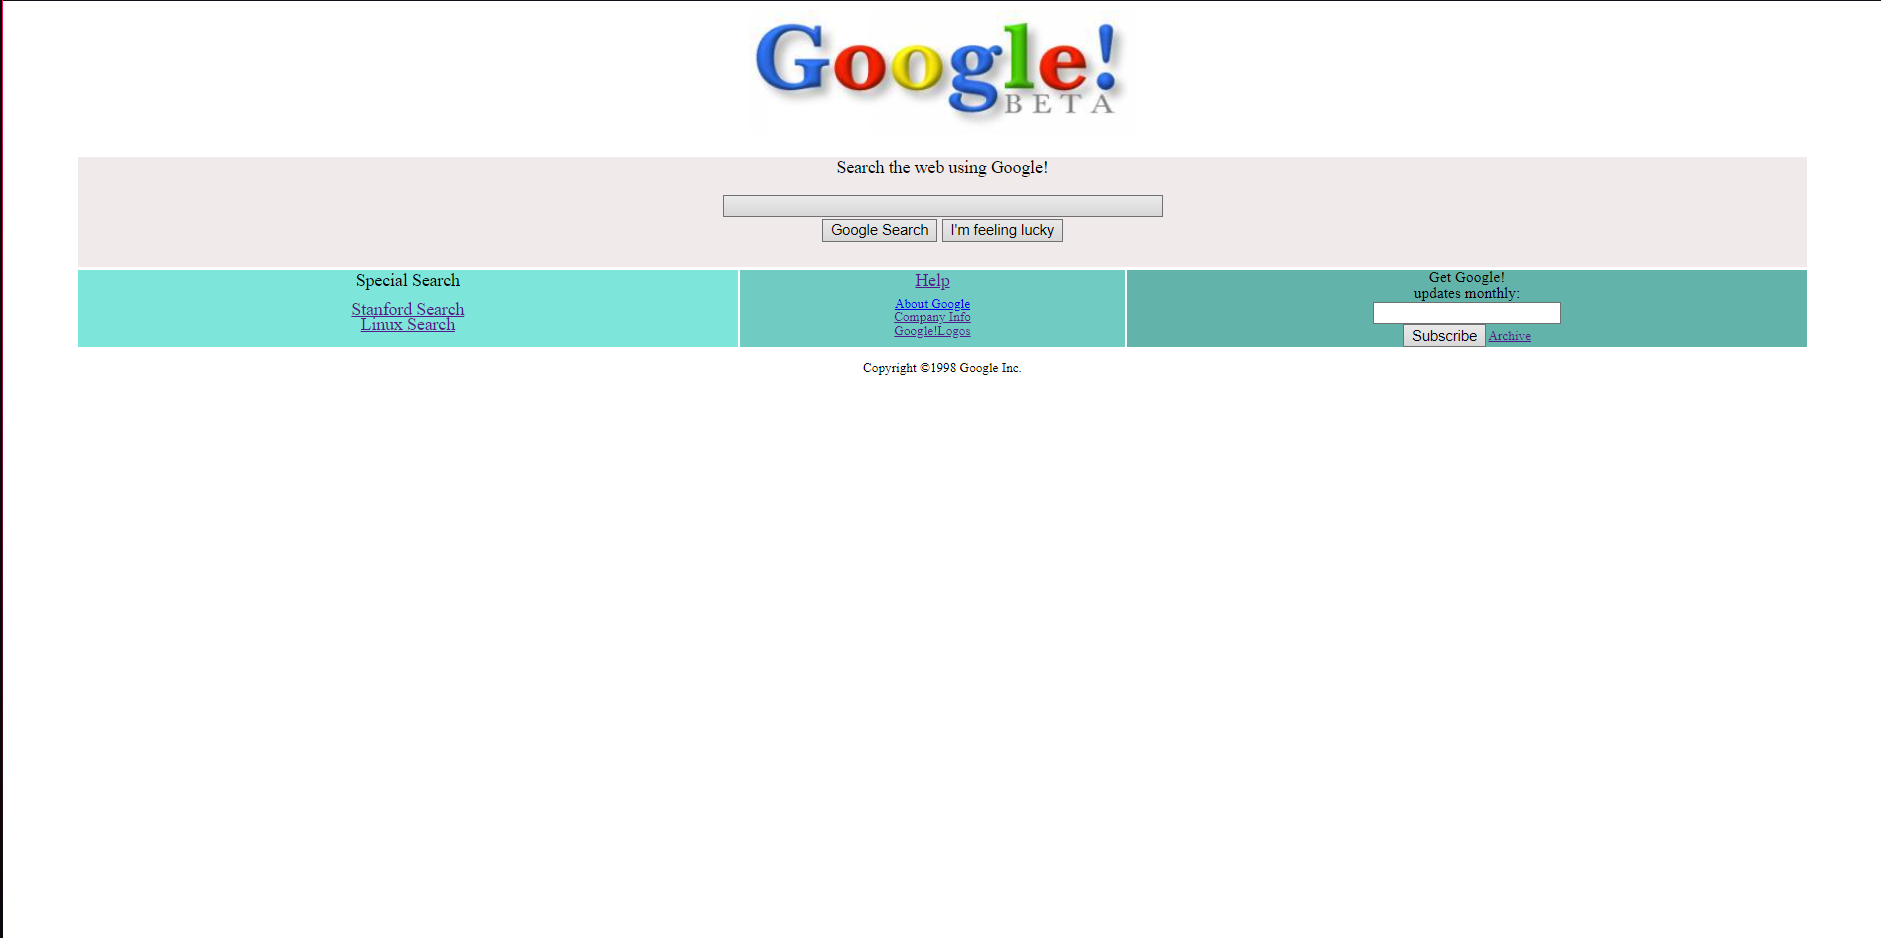 Google!
BETA
Search the web using Google!
Google Search I'm feeling lucky
Special Search
Stanford Search
Linux Search
Help
About Google
Company Info
Google!Logos
Get Google!
updates monthly:
Subscribe Archive
Copyright ©1998 Google Inc.